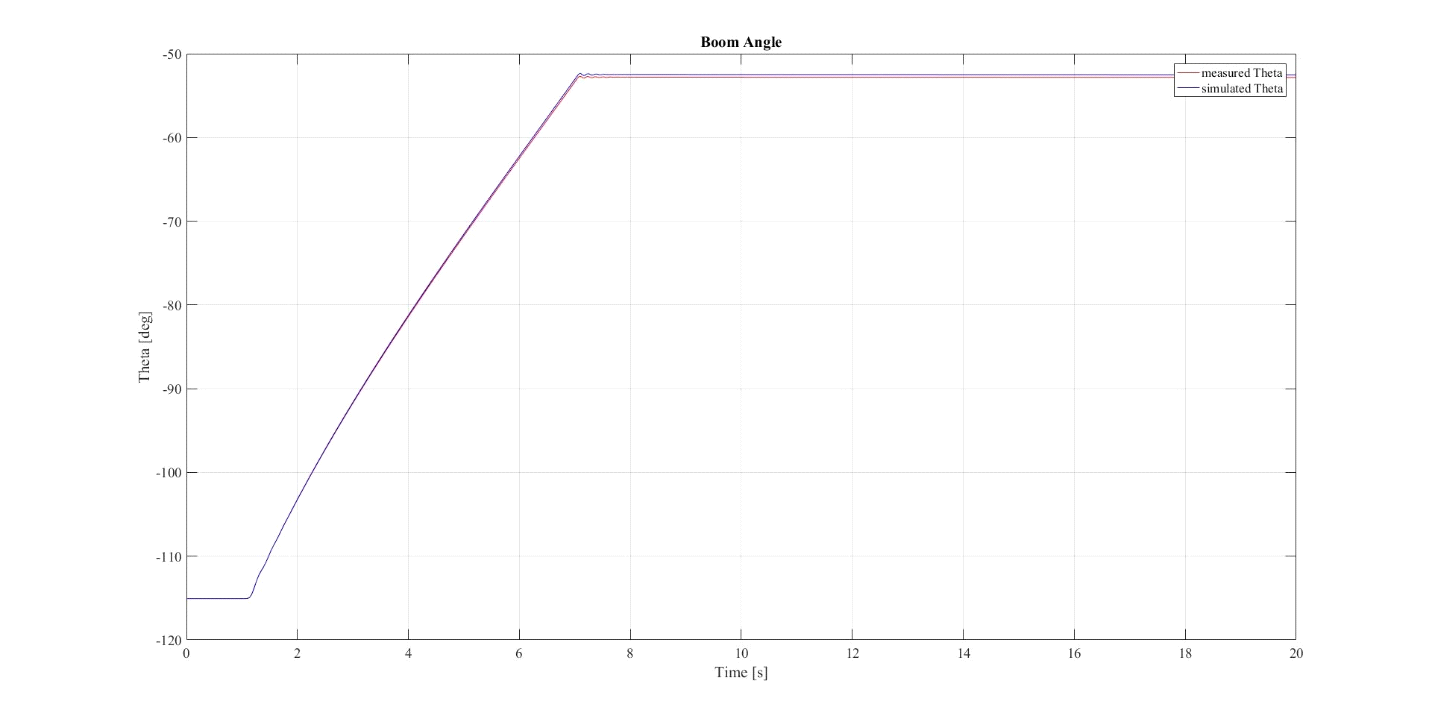 Boom Angle
measured Theta
simulated Theta
-50
-60
-70
-80
-90
-100
-110
-120
Theta [deg]
0 2 4 6 8 10 12 14 16 18 20
Time [s]